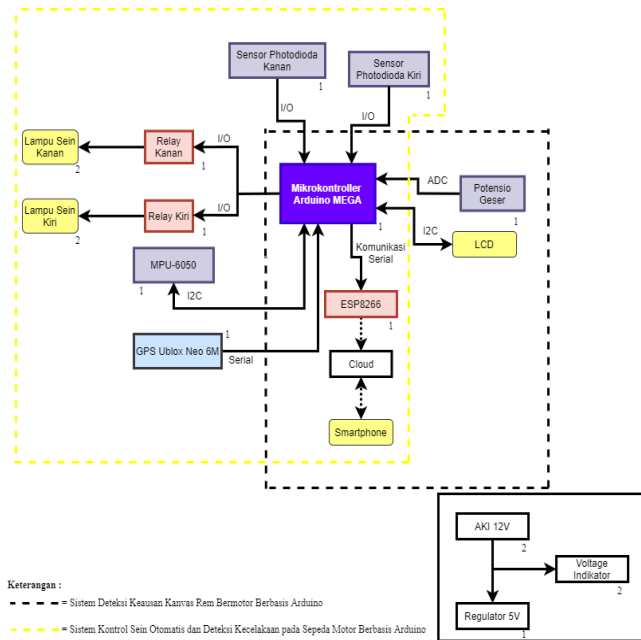 Sensor Photodioda
Kanan
1
Sensor
Photodioda Kiri
1
I/O
I/O
Lampu Sein
Kanan
2
Relay
Kanan
1
I/O
Mikrokontroller
Arduino MEGA
1
ADC
Potensio
Geser
1
Lampu Sein
Kiri
2
Relay Kiri
1
I/O
I2C
LCD
Komunikasi
Serial
MPU-6050
1
I2C
ESP8266
1
GPS Ublox Neo 6M
1
Serial
Cloud
Smartphone
AKI 12V
2
Voltage
Indikator
2
Regulator 5V
1
Keterangan :
= Sistem Deteksi Keausan Kanvas Rem Bermotor Berbasis Arduino
= Sistem Kontrol Sein Otomatis dan Deteksi Kecelakaan pada Sepeda Motor Berbasis Arduino